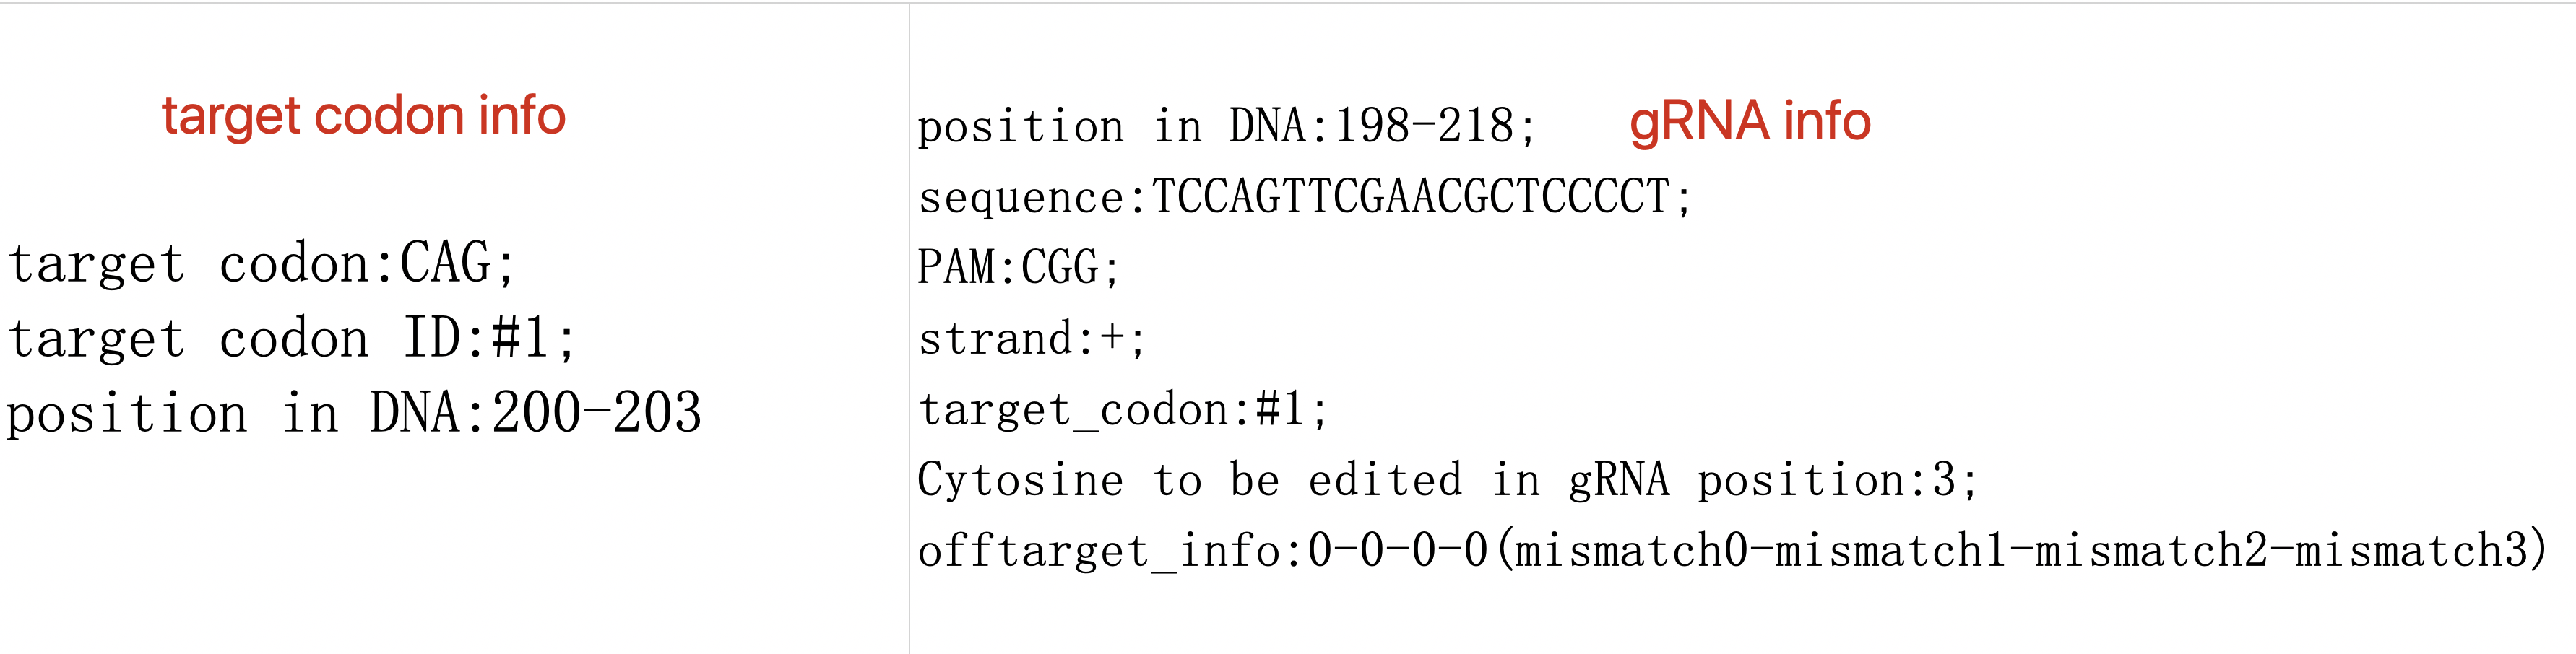 target codon info
target codon:CAG;
target codon ID:#1;
position in DNA:200-203
position in DNA:198-218;
gRNA info
sequence:TCCAGTTCGAACGCTCCCCT;
PAM:CGG;
strand:+;
target_codon:#1;
Cytosine to be edited in gRNA position:3;
offtarget_info:0-0-0-0(mismatch0-mismatch1-mismatch2-mismatch3)